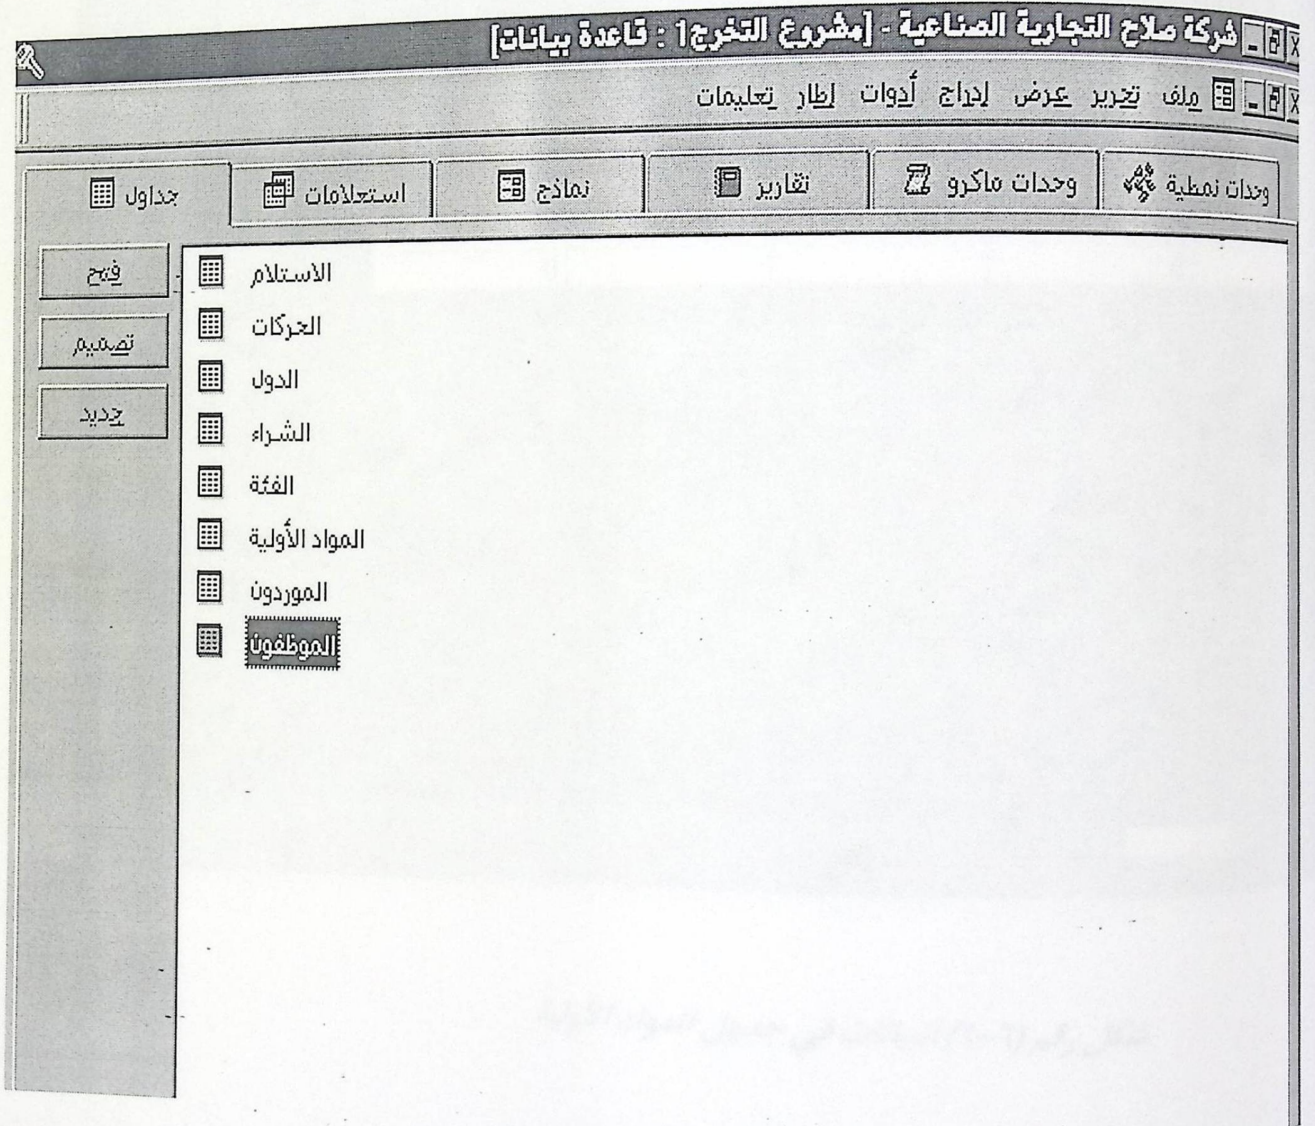 شركة صلاح التجارية الصناعية - [مشروع التخرج1 : قاعدة بيانات]
ملف تحرير عرض إدراج أدوات إطار تعليمات
وحدات نمطية وحدات ماكرو تقارير نماذج استعلامات جداول
فتح
تصميم
جديد
الاستلام
الحركات
الدول
الشراء
الفئة
المواد الأولية
الموردون
الموظفون